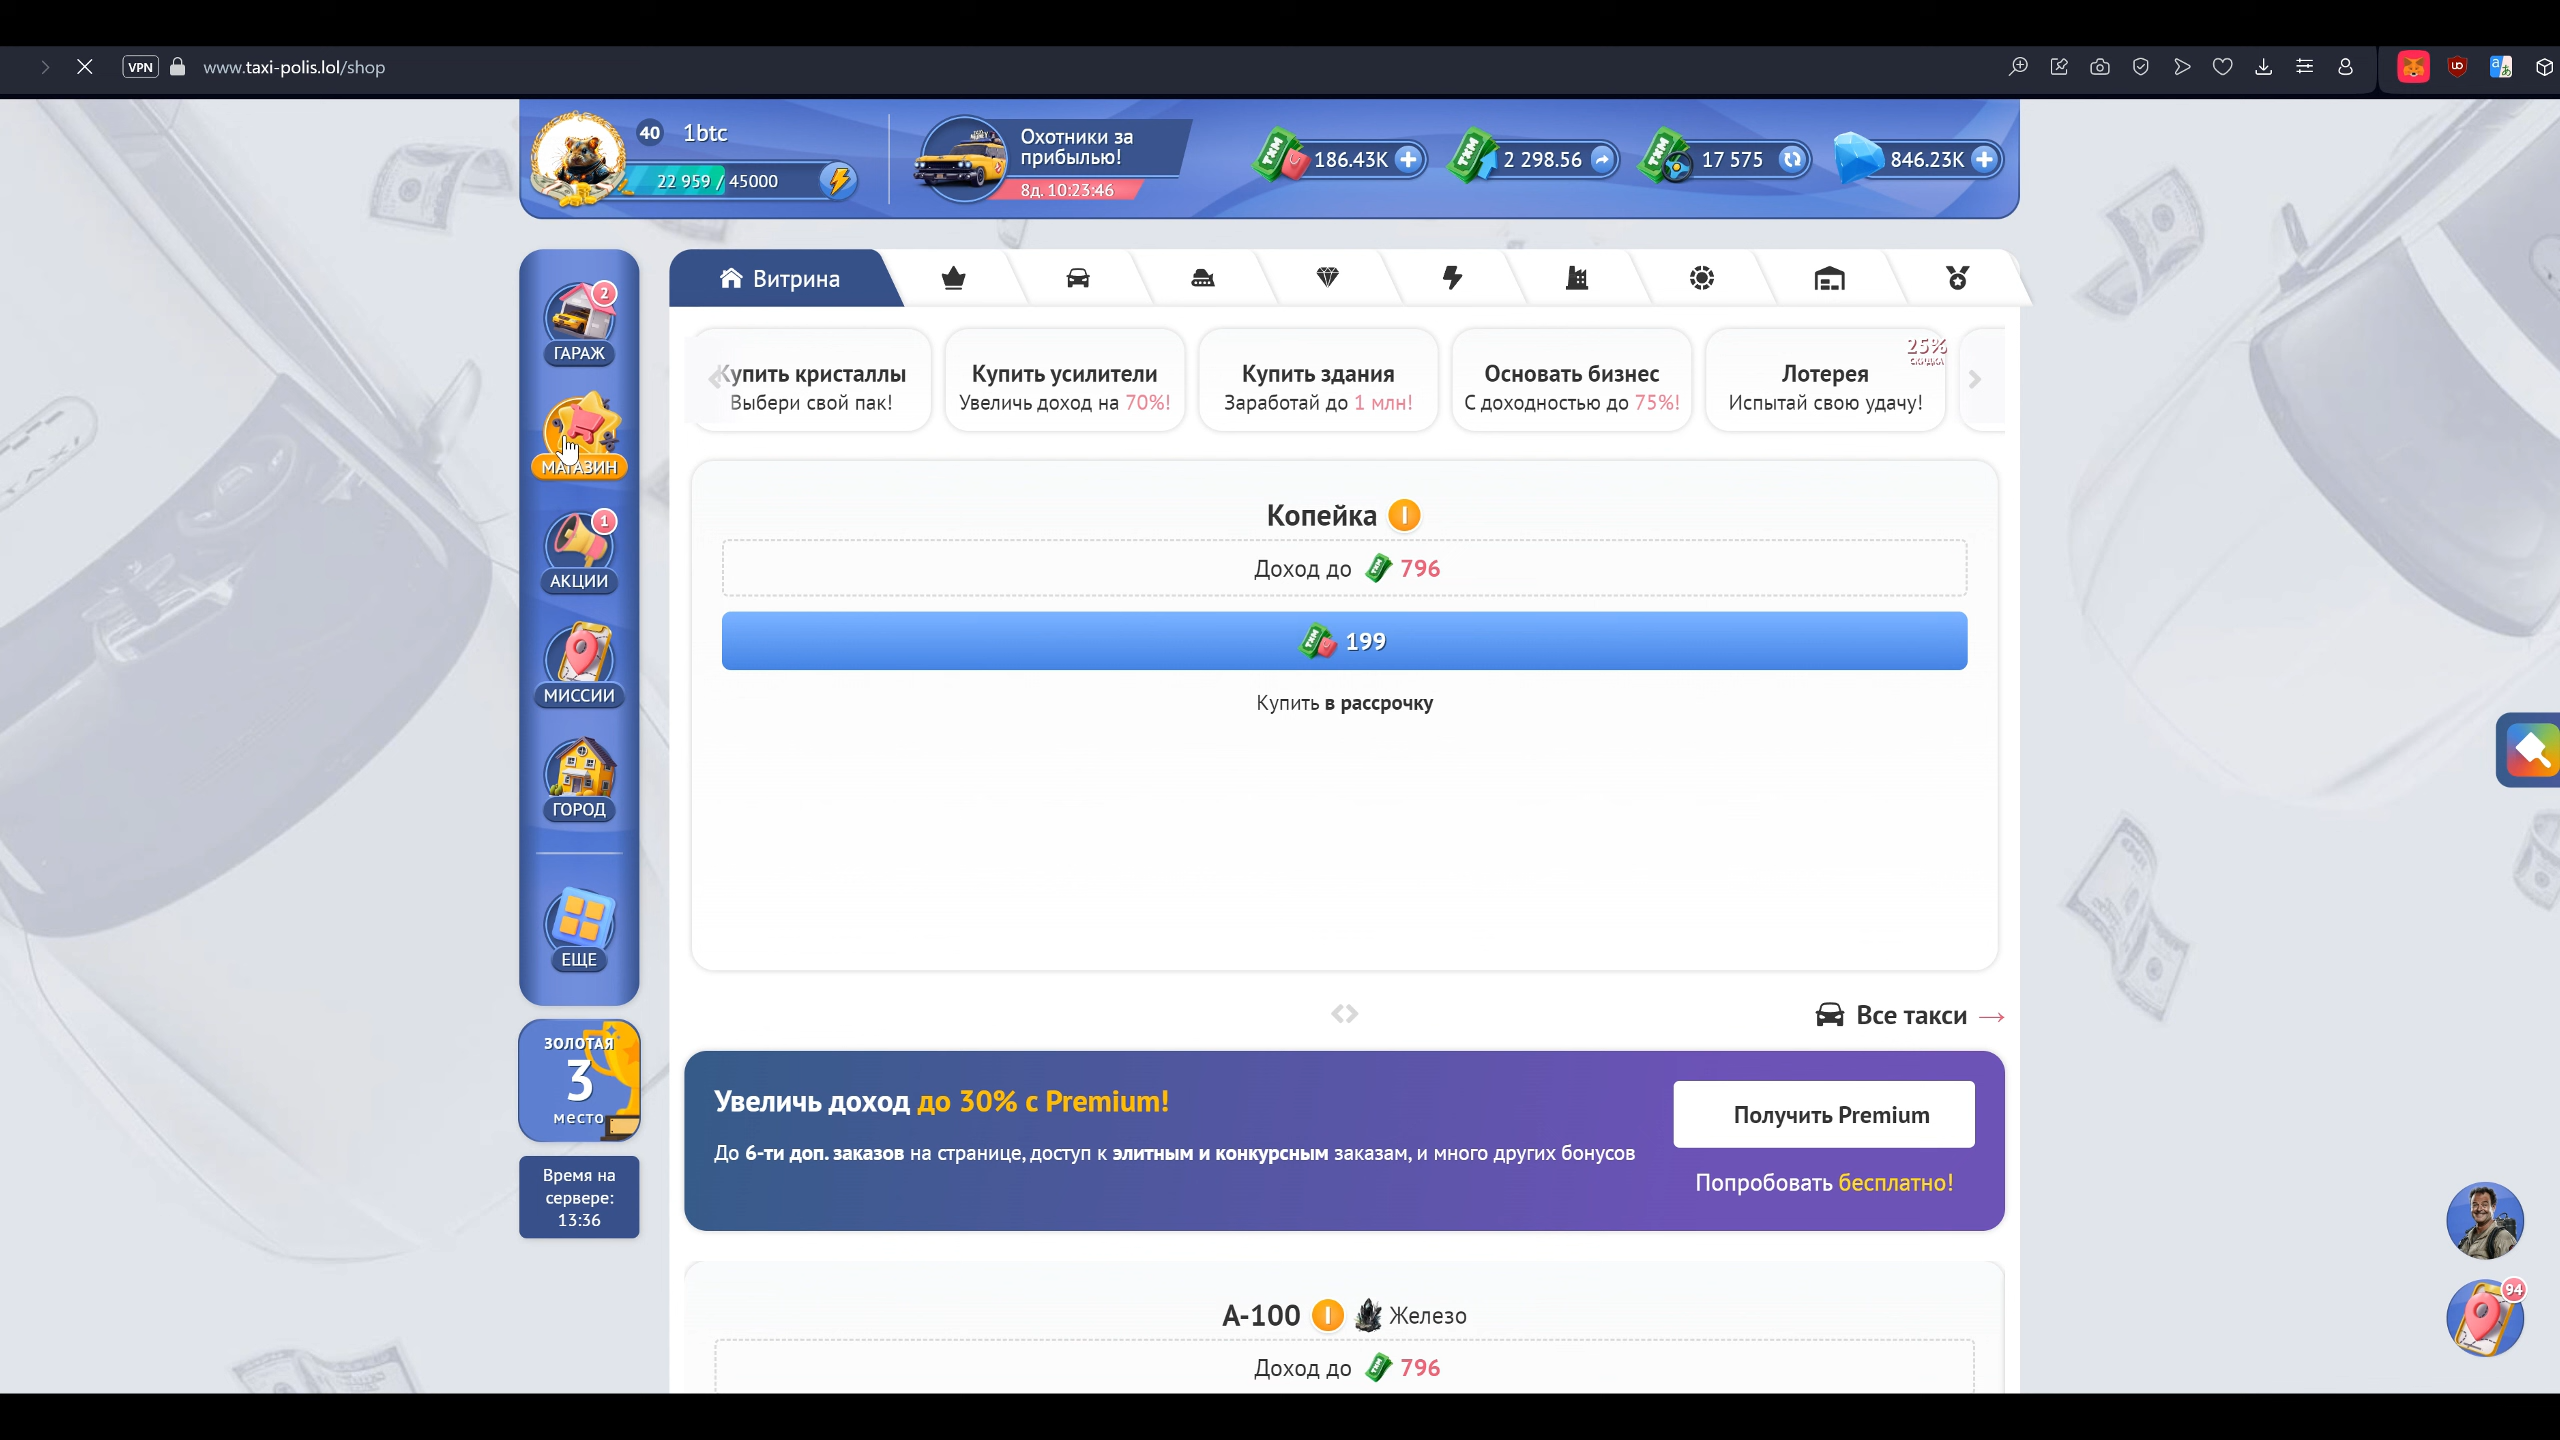 VPN
www.taxi-polis.lol/shop
40 1btc
22 959 / 45000
Охотники за
прибылью!
8д. 10:23:46
186.43K
2 298.56
17 575
846.23K
2
ГАРАЖ
МАГАЗИН
1
АКЦИИ
МИССИИ
ГОРОД
ЕЩЕ
ЗОЛОТАЯ
3
место
Время на
сервере:
13:36
Витрина
Купить кристаллы
Выбери свой пак!
Купить усилители
Увеличь доход на 70%!
Купить здания
Заработай до 1 млн!
Основать бизнес
С доходностью до 75%!
25%
СКИДКА
Лотерея
Испытай свою удачу!
Копейка I
Доход до 796
199
Купить в рассрочку
Все такси →
Увеличь доход до 30% с Premium!
До 6-ти доп. заказов на странице, доступ к элитным и конкурсным заказам, и много других бонусов
Получить Premium
Попробовать бесплатно!
А-100 I Железо
Доход до 796
94